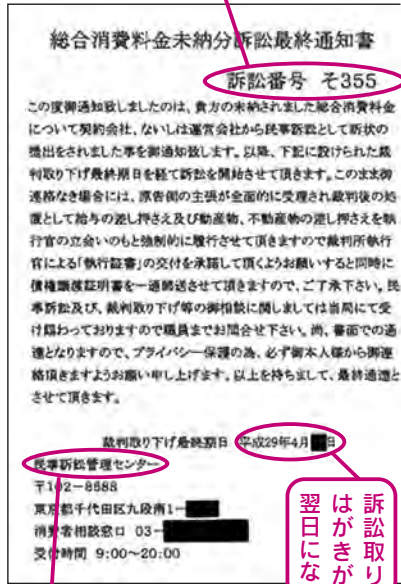 総合消費料金未納分訴訟最終通知書
訴訟番号 そ355
この度御通知致しましたのは、貴方の未納されました総合消費料金
について契約会社、ないしは運営会社から民事訴訟として訴状の
提出をされました事を御通知致します。以降、下記に設けられた裁
判取り下げ最終期日を経て訴訟を開始させて頂きます。このまま御
連絡なき場合には、原告側の主張が全面的に受理され裁判後の処
置として給与の差し押さえ及び動産物、不動産物の差し押さえを執
行官の立会いのもと強制的に履行させて頂きますので裁判所執行
官による「執行証書」の交付を承諾して頂くようお願いすると同時に
債権譲渡証明書を一通郵送させて頂きますので、ご了承下さい。民
事訴訟及び、裁判取り下げ等の御相談に関しましては当局にて受
け賜わっておりますので職員までお問合せ下さい。尚、書面での通
達となりますので、プライバシー保護の為、必ず御本人様から御連
絡頂きますようお願い申し上げます。以上を持ちまして、最終通達と
させて頂きます。
裁判取り下げ最終期日 平成29年4月 日
民事訴訟管理センター
〒102-8588
東京都千代田区九段南1-
消費者相談窓口 03-
受付時間 9:00~20:00
訴訟取り
はがきが
翌日にな